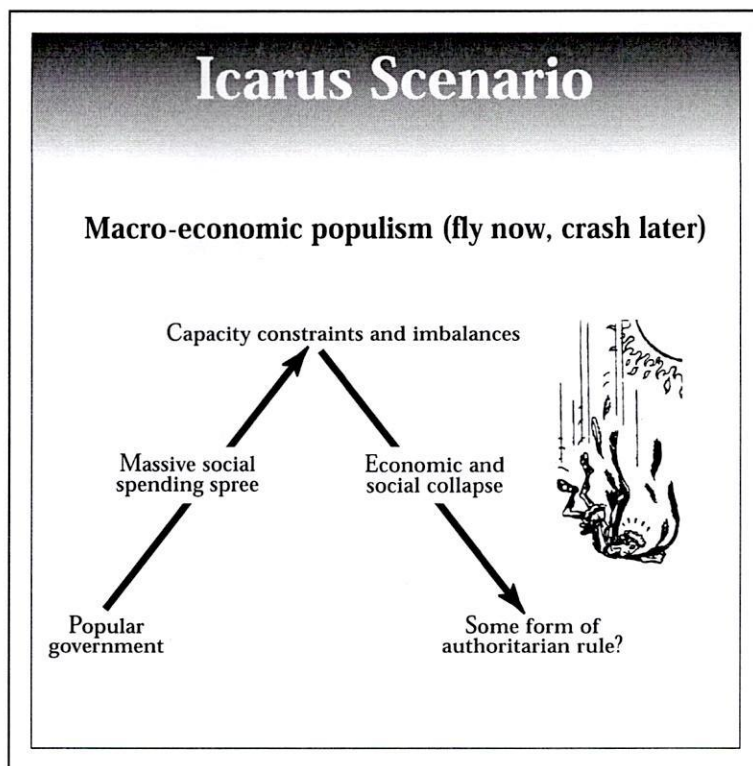 Icarus Scenario
Macro-economic populism (fly now, crash later)
Capacity constraints and imbalances
Massive social
spending spree
Economic and
social collapse
Popular
government
Some form of
authoritarian rule?